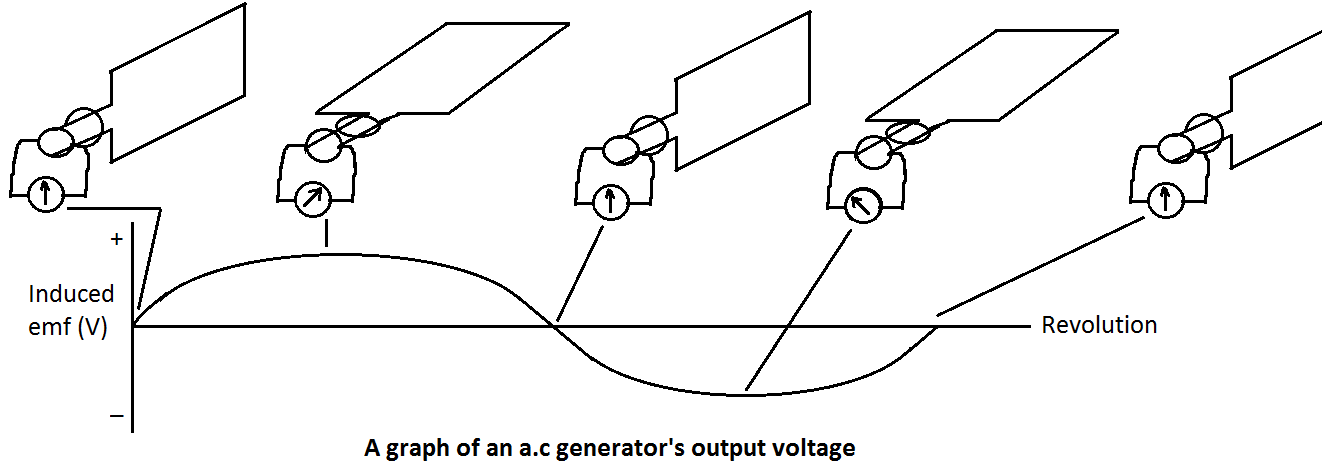 +
Induced
emf (V)
Revolution
–
A graph of an a.c generator's output voltage